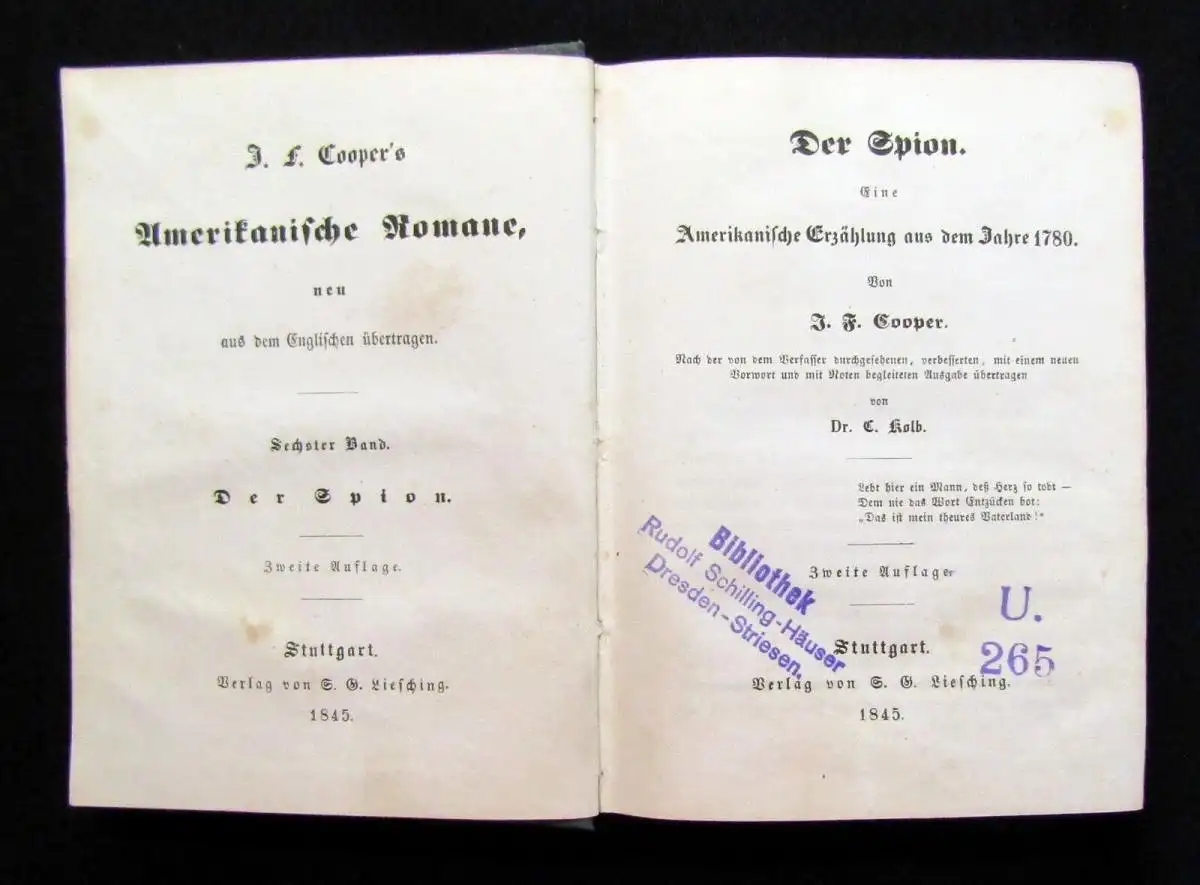 J. F. Cooper's
Amerikanische Romane,
neu
aus dem Englischen übertragen.
Sechster Band.
Der Spion.
Zweite Auflage.
Stuttgart.
Verlag von S. G. Liesching.
1845.
Der Spion.
Eine
Amerikanische Erzählung aus dem Jahre 1780.
Von
J. F. Cooper.
Nach der von dem Verfasser durchgesehenen, verbesserten, mit einem neuen
Vorwort und mit Noten begleiteten Ausgabe übertragen
von
Dr. C. Kolb.
Lebt hier ein Mann, deß Herz so todt —
Dem nie das Wort Entzücken bot:
„Das ist mein theures Vaterland!“
Zweite Auflage.
Stuttgart.
Verlag von S. G. Liesching.
1845.
Bibliothek
Rudolf Schilling-Häuser
Dresden-Striesen.
U.
265